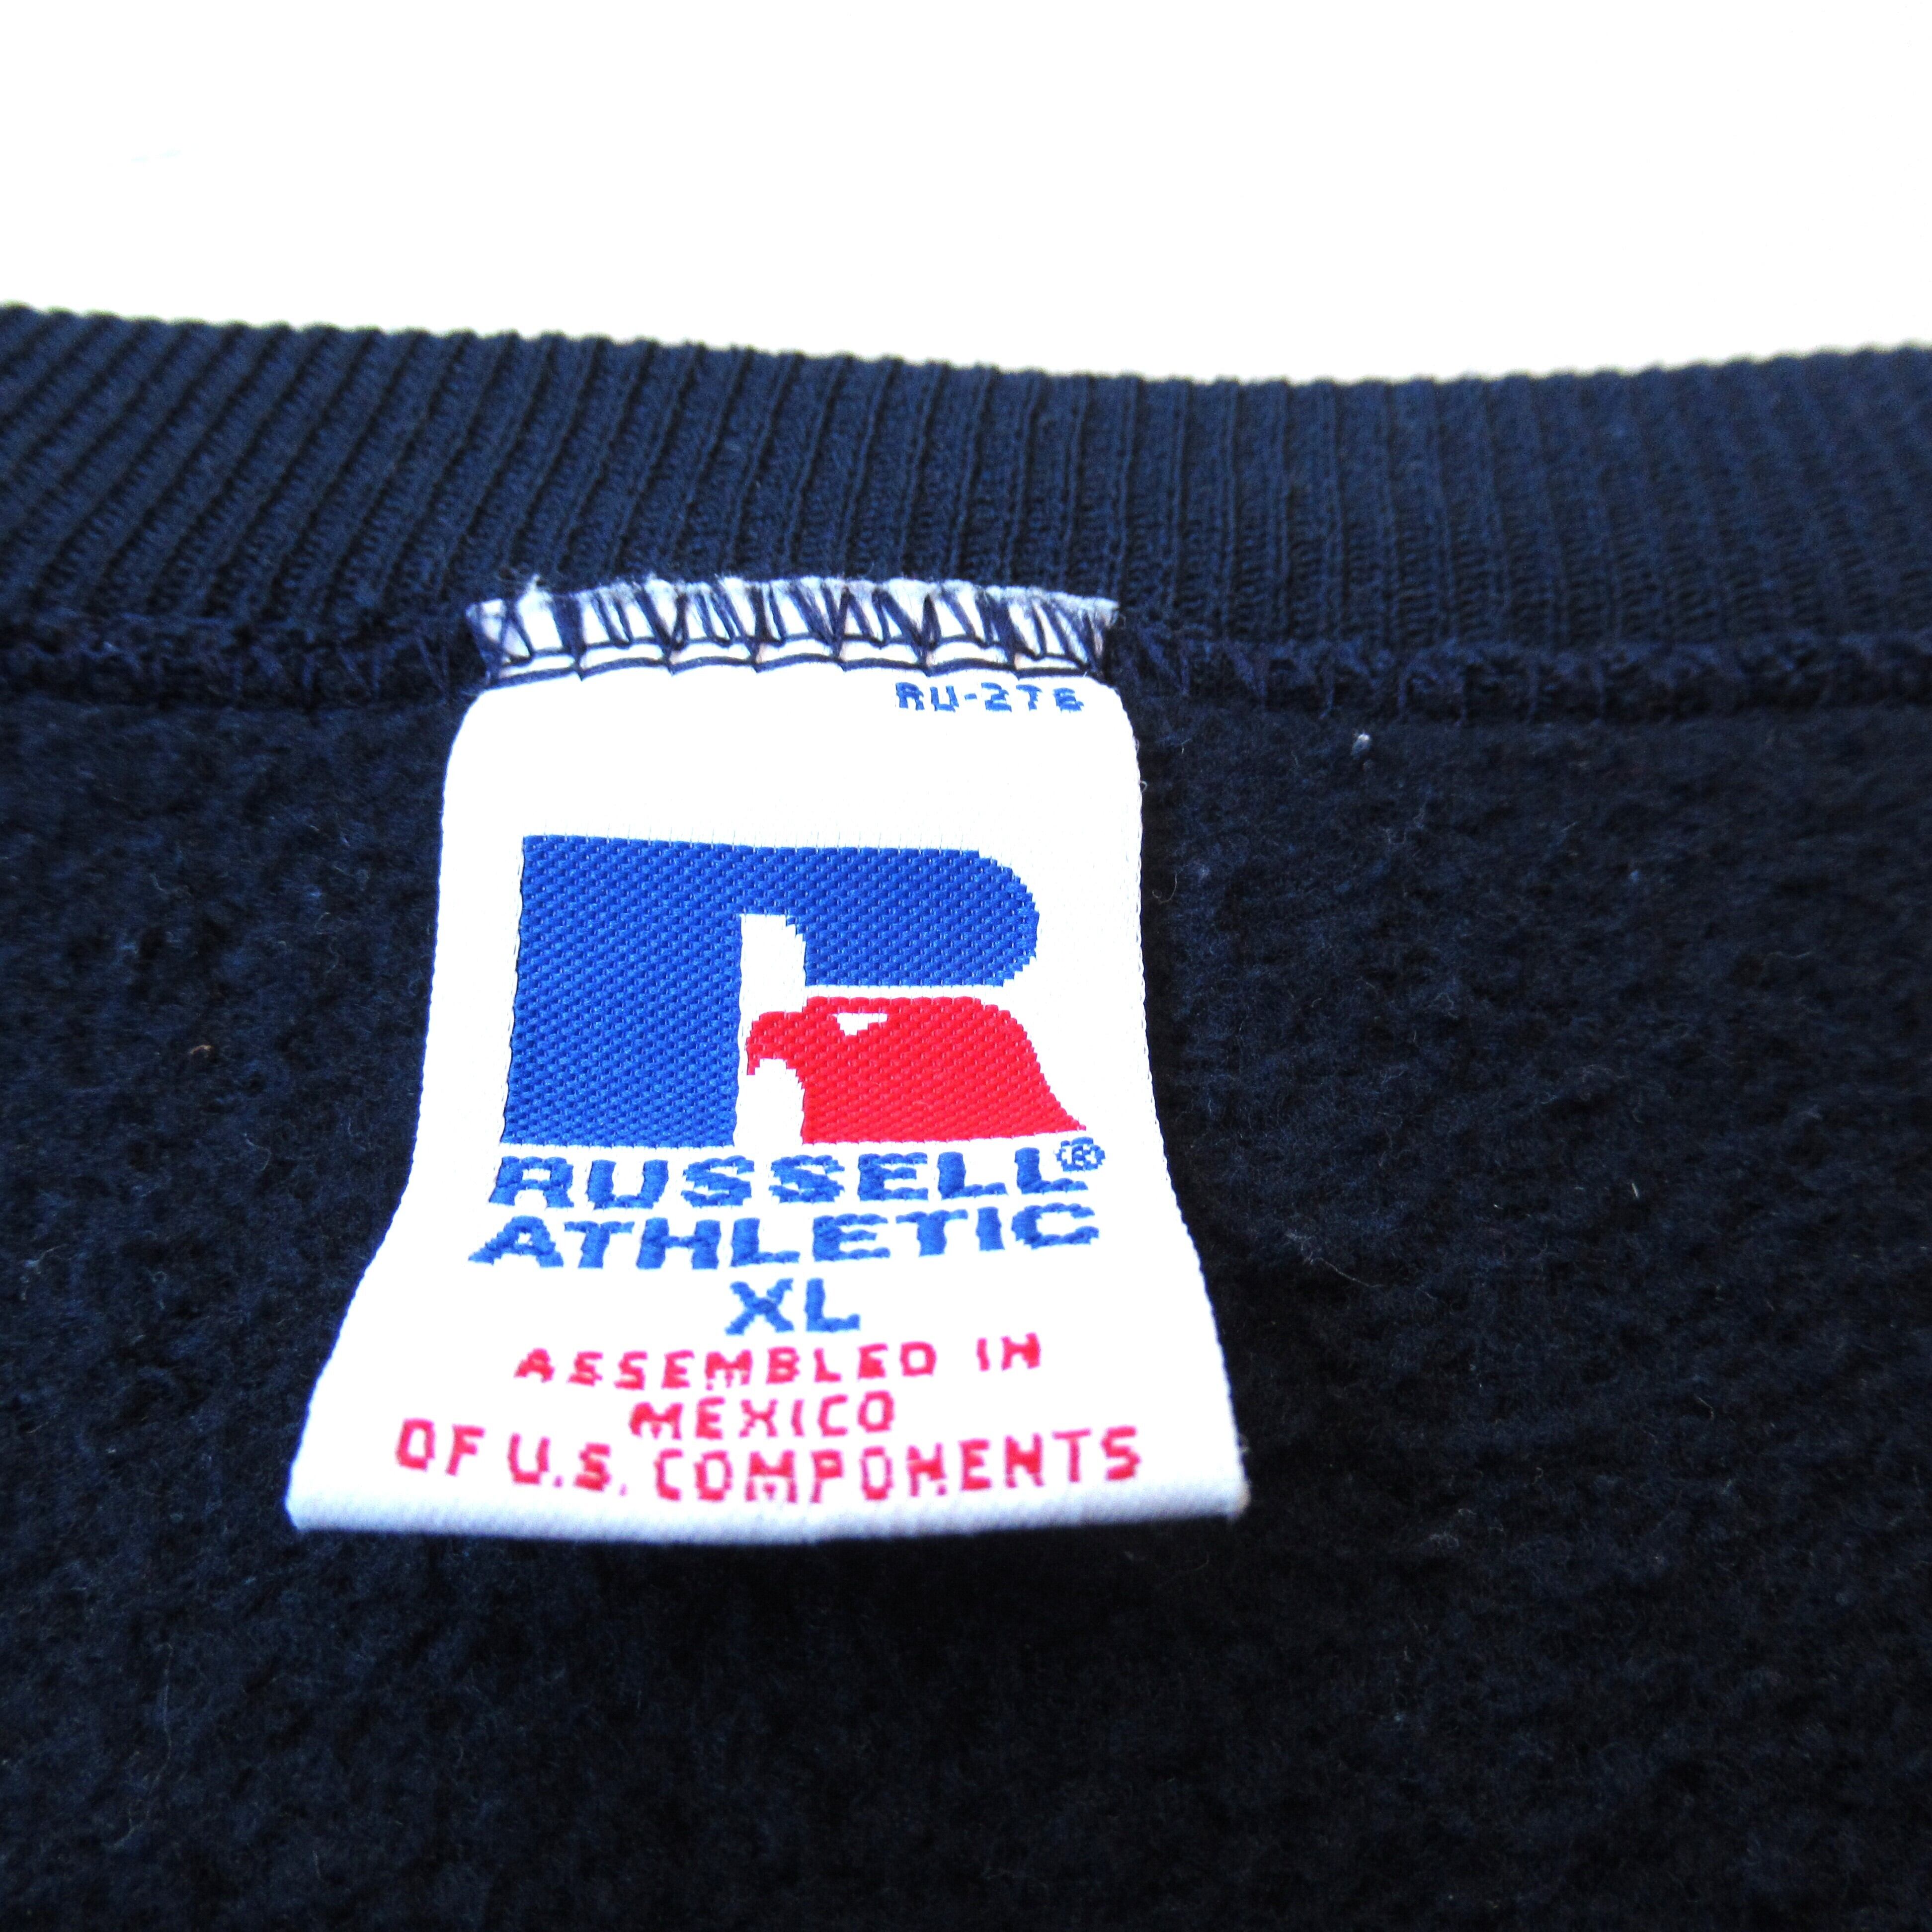 RU-276
RUSSELL®
ATHLETIC
XL
ASSEMBLED IN
MEXICO
OF U.S. COMPONENTS